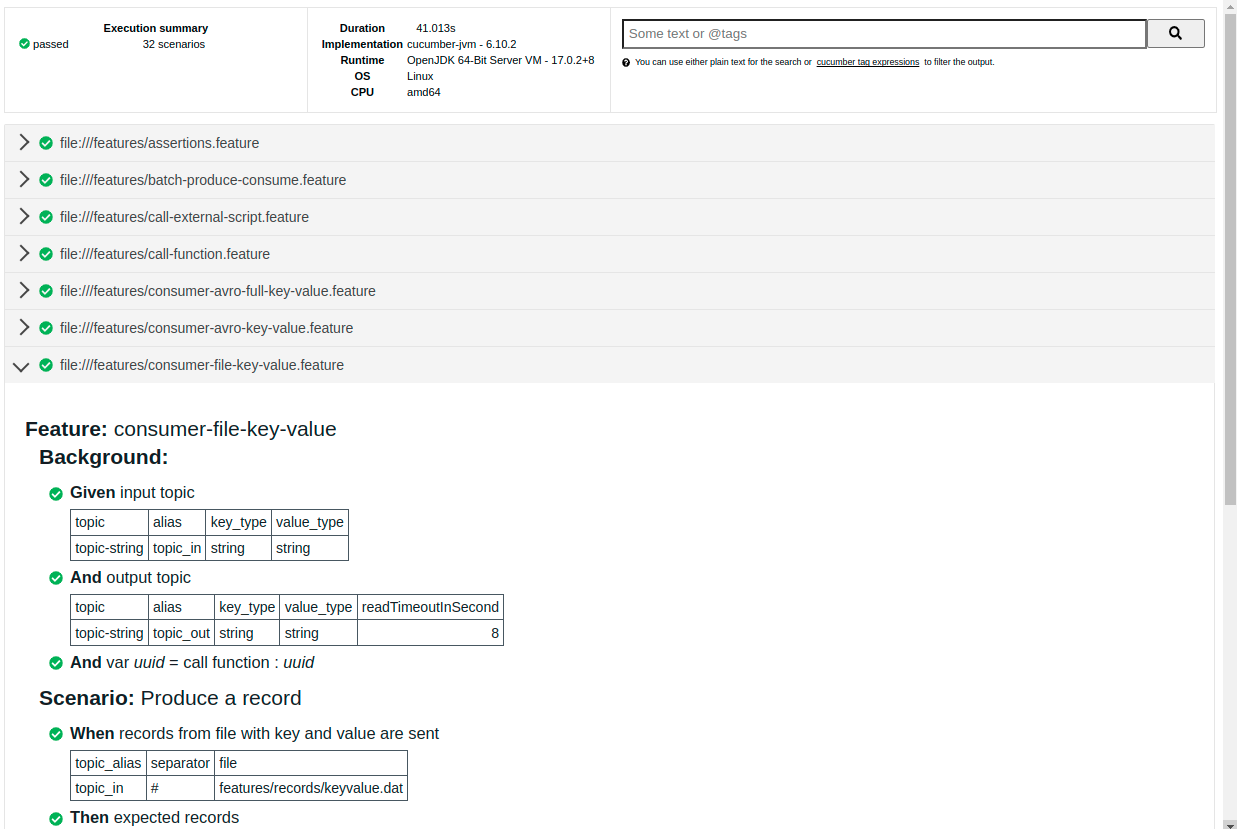 Execution summary
passed 32 scenarios
Duration 41.013s
Implementation cucumber-jvm - 6.10.2
Runtime OpenJDK 64-Bit Server VM - 17.0.2+8
OS Linux
CPU amd64
Some text or @tags
You can use either plain text for the search or cucumber tag expressions to filter the output.
file:///features/assertions.feature
file:///features/batch-produce-consume.feature
file:///features/call-external-script.feature
file:///features/call-function.feature
file:///features/consumer-avro-full-key-value.feature
file:///features/consumer-avro-key-value.feature
file:///features/consumer-file-key-value.feature
Feature: consumer-file-key-value
Background:
Given input topic
topic alias key_type value_type
topic-string topic_in string string
And output topic
topic alias key_type value_type readTimeoutInSecond
topic-string topic_out string string 8
And var uuid = call function : uuid
Scenario: Produce a record
When records from file with key and value are sent
topic_alias separator file
topic_in # features/records/keyvalue.dat
Then expected records